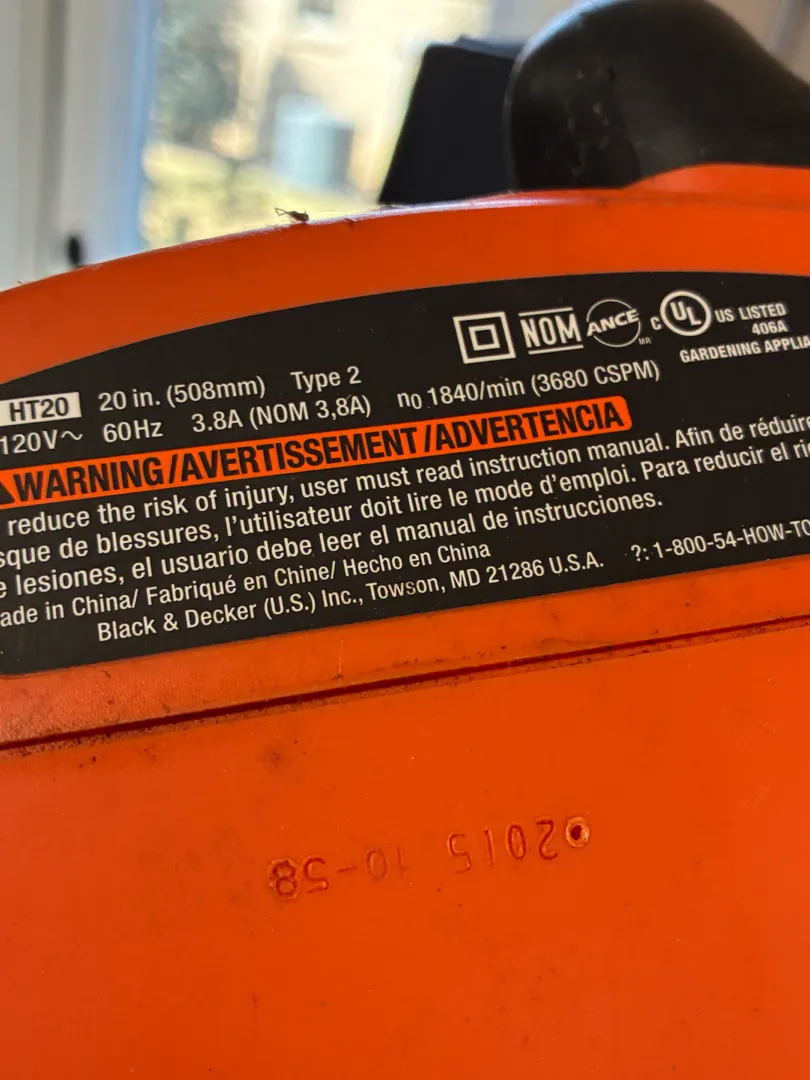 NOM ANCE MR C UL US LISTED
406A
GARDENING APPLIA
HT20 20 in. (508mm) Type 2
120V~ 60Hz 3.8A (NOM 3,8A) no 1840/min (3680 CSPM)
WARNING/AVERTISSEMENT/ADVERTENCIA
reduce the risk of injury, user must read instruction manual. Afin de réduire
sque de blessures, l'utilisateur doit lire le mode d'emploi. Para reducir el rie
e lesiones, el usuario debe leer el manual de instrucciones.
ade in China/ Fabriqué en Chine/ Hecho en China
Black & Decker (U.S.) Inc., Towson, MD 21286 U.S.A. ?: 1-800-54-HOW-TO
2015 10-58